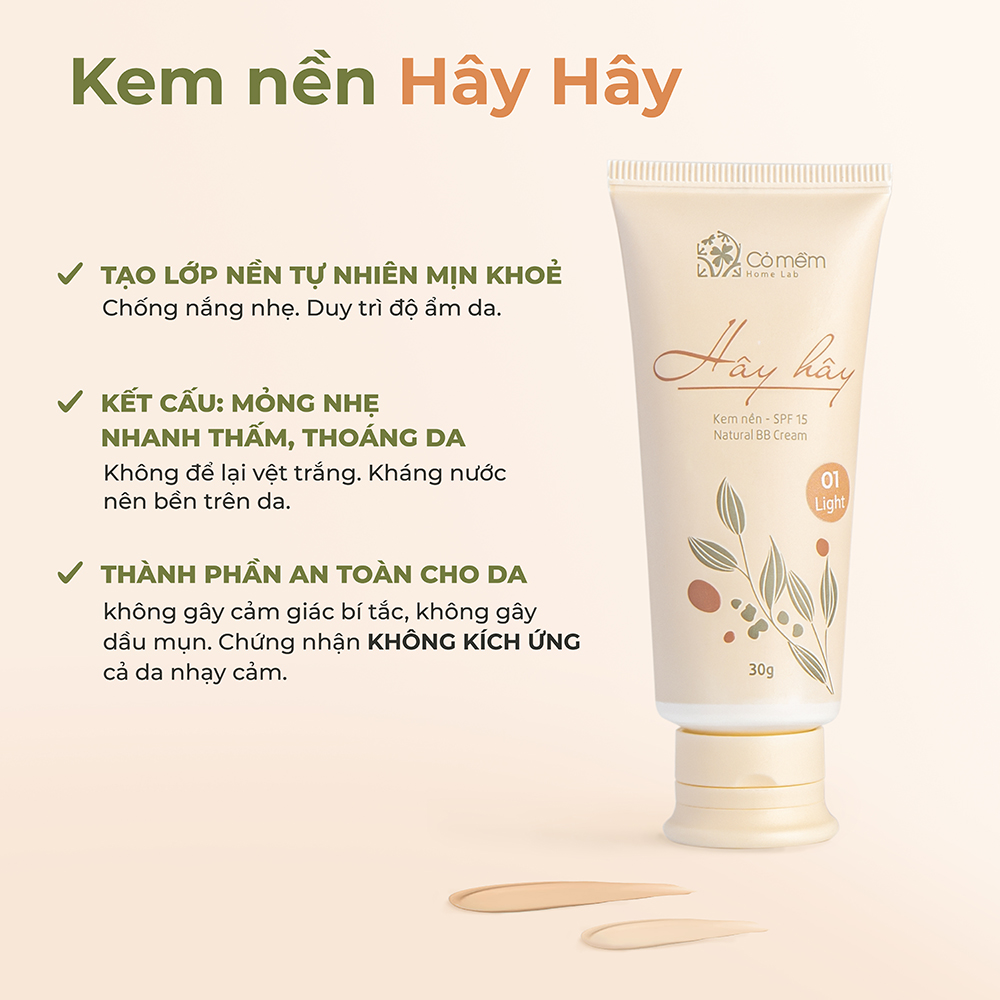 Kem nền Hây Hây
TẠO LỚP NỀN TỰ NHIÊN MỊN KHOẺ
Chống nắng nhẹ. Duy trì độ ẩm da.
KẾT CẤU: MỎNG NHẸ
NHANH THẤM, THOÁNG DA
Không để lại vệt trắng. Kháng nước
nên bền trên da.
THÀNH PHẦN AN TOÀN CHO DA
không gây cảm giác bí tắc, không gây
dầu mụn. Chứng nhận KHÔNG KÍCH ỨNG
cả da nhạy cảm.
Cỏ mềm
Home Lab
Hây hây
Kem nền - SPF 15
Natural BB Cream
01
Light
30g